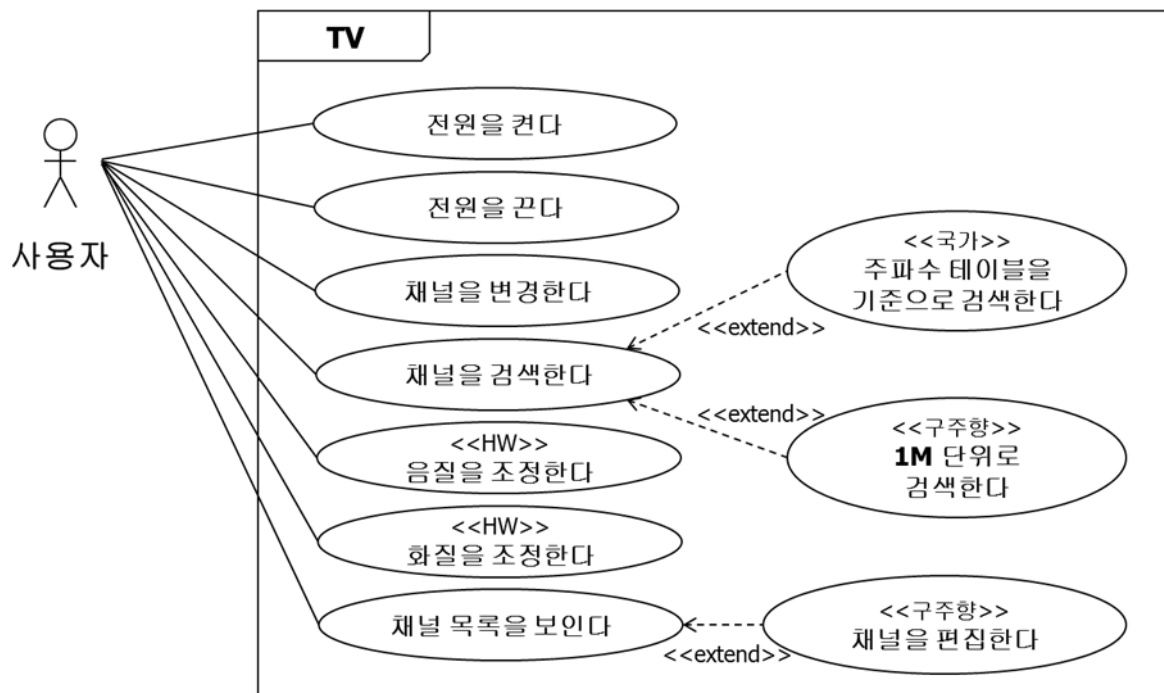 TV
사용자
전원을 켠다
전원을 끈다
채널을 변경한다
채널을 검색한다
<<HW>>
음질을 조정한다
<<HW>>
화질을 조정한다
채널 목록을 보인다
<<국가>>
주파수 테이블을
기준으로 검색한다
<<extend>>
<<extend>>
<<구주향>>
1M 단위로
검색한다
<<구주향>>
채널을 편집한다
<<extend>>